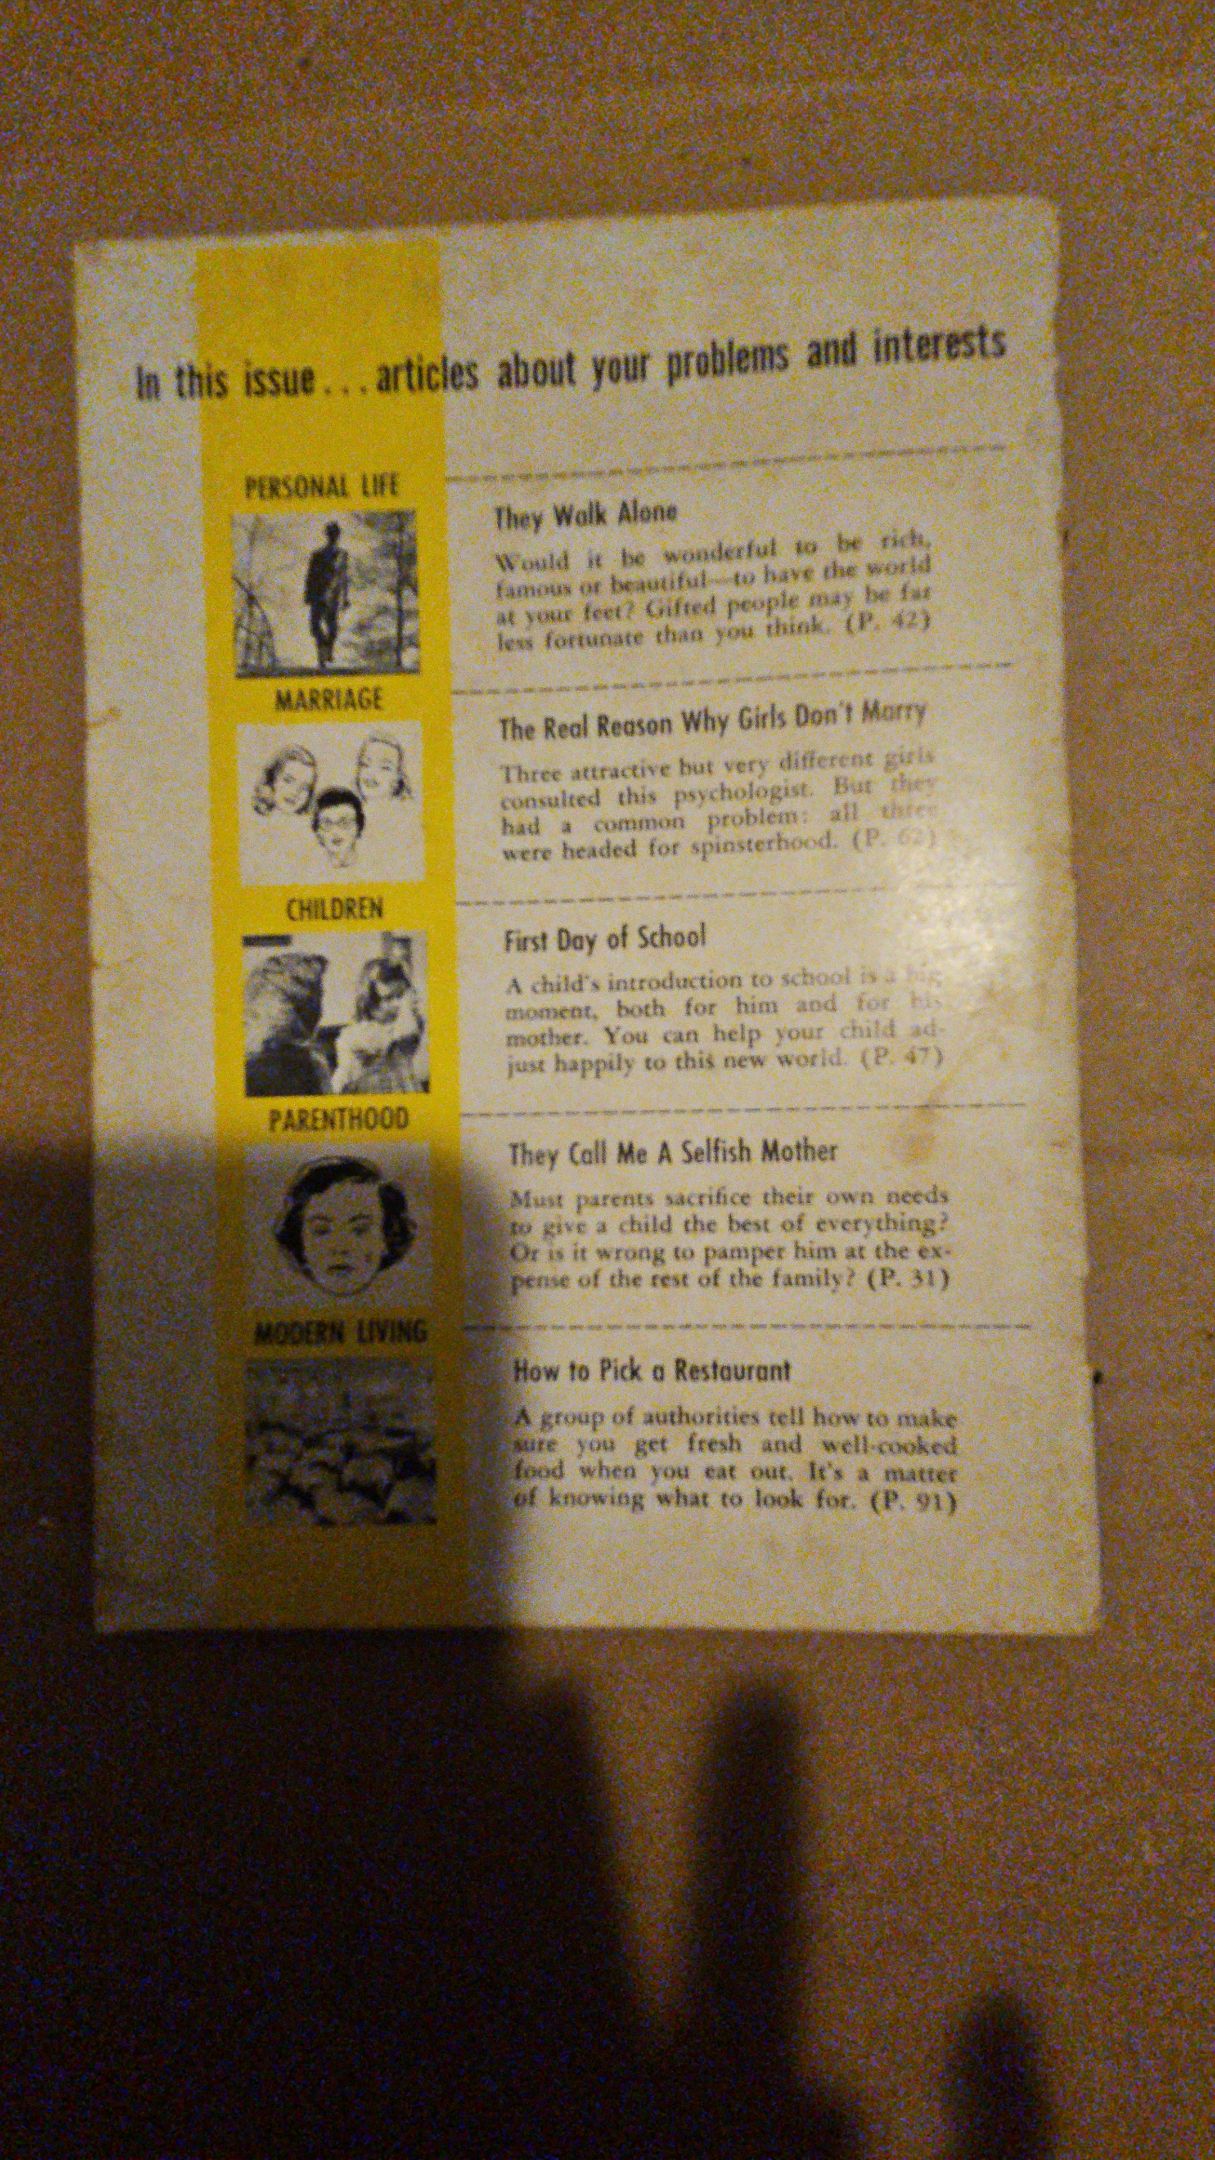 In this issue...articles about your problems and interests
PERSONAL LIFE
They Walk Alone
Would it be wonderful to be rich,
famous or beautiful—to have the world
at your feet? Gifted people may be far
less fortunate than you think. (P. 42)
MARRIAGE
The Real Reason Why Girls Don't Marry
Three attractive but very different girls
consulted this psychologist. But they
had a common problem: all three
were headed for spinsterhood. (P. 62)
CHILDREN
First Day of School
A child's introduction to school is a big
moment, both for him and for his
mother. You can help your child ad-
just happily to this new world. (P. 47)
PARENTHOOD
They Call Me A Selfish Mother
Must parents sacrifice their own needs
to give a child the best of everything?
Or is it wrong to pamper him at the ex-
pense of the rest of the family? (P. 31)
MODERN LIVING
How to Pick a Restaurant
A group of authorities tell how to make
sure you get fresh and well-cooked
food when you eat out. It's a matter
of knowing what to look for. (P. 91)